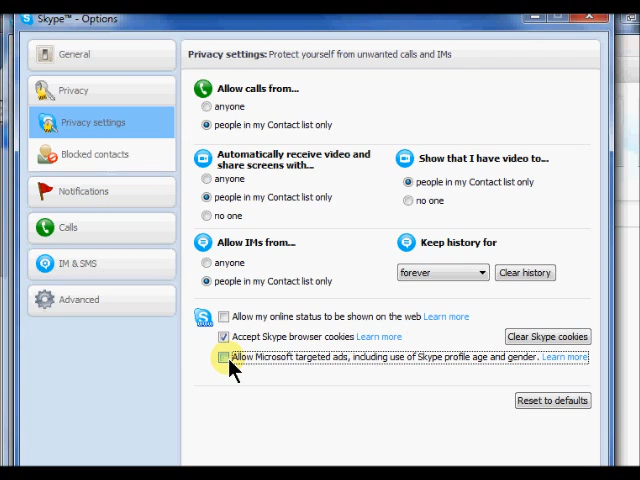 Skype™ - Options
General
Privacy
Privacy settings
Blocked contacts
Notifications
Calls
IM & SMS
Advanced
Privacy settings: Protect yourself from unwanted calls and IMs
Allow calls from...
anyone
people in my Contact list only
Automatically receive video and
share screens with...
anyone
people in my Contact list only
no one
Show that I have video to...
people in my Contact list only
no one
Allow IMs from...
anyone
people in my Contact list only
Keep history for
forever Clear history
Allow my online status to be shown on the web Learn more
Accept Skype browser cookies Learn more Clear Skype cookies
Allow Microsoft targeted ads, including use of Skype profile age and gender. Learn more
Reset to defaults